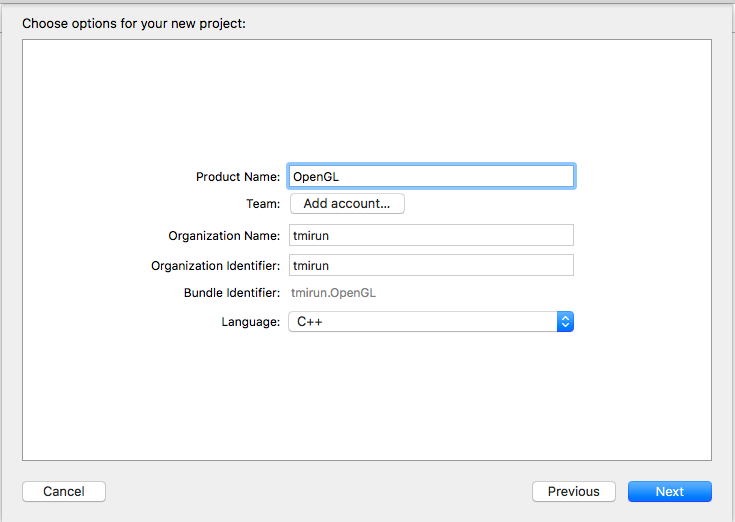 Choose options for your new project:
Product Name: OpenGL
Team: Add account...
Organization Name: tmirun
Organization Identifier: tmirun
Bundle Identifier: tmirun.OpenGL
Language: C++
Cancel Previous Next